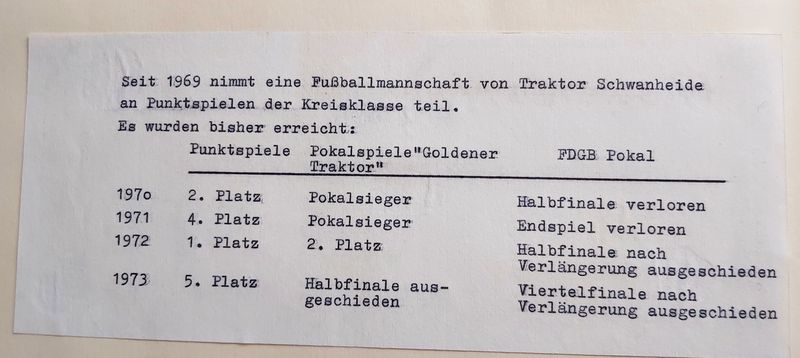 Seit 1969 nimmt eine Fußballmannschaft von Traktor Schwanheide
an Punktspielen der Kreisklasse teil.
Es wurden bisher erreicht:
Punktspiele Pokalspiele"Goldener FDGB Pokal
Traktor"
197o 2. Platz Pokalsieger Halbfinale verloren
1971 4. Platz Pokalsieger Endspiel verloren
1972 1. Platz 2. Platz Halbfinale nach
Verlängerung ausgeschieden
1973 5. Platz Halbfinale aus- Viertelfinale nach
geschieden Verlängerung ausgeschieden